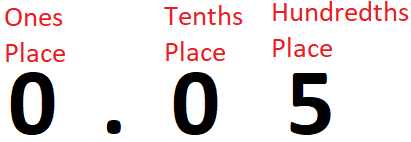 Ones Place
Tenths Place
Hundredths Place
0 . 0 5